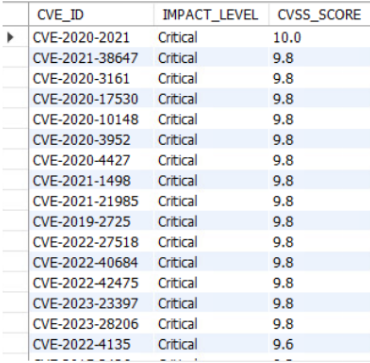 CVE_ID IMPACT_LEVEL CVSS_SCORE
CVE-2020-2021 Critical 10.0
CVE-2021-38647 Critical 9.8
CVE-2020-3161 Critical 9.8
CVE-2020-17530 Critical 9.8
CVE-2020-10148 Critical 9.8
CVE-2020-3952 Critical 9.8
CVE-2020-4427 Critical 9.8
CVE-2021-1498 Critical 9.8
CVE-2021-21985 Critical 9.8
CVE-2019-2725 Critical 9.8
CVE-2022-27518 Critical 9.8
CVE-2022-40684 Critical 9.8
CVE-2022-42475 Critical 9.8
CVE-2023-23397 Critical 9.8
CVE-2023-28206 Critical 9.8
CVE-2022-4135 Critical 9.6